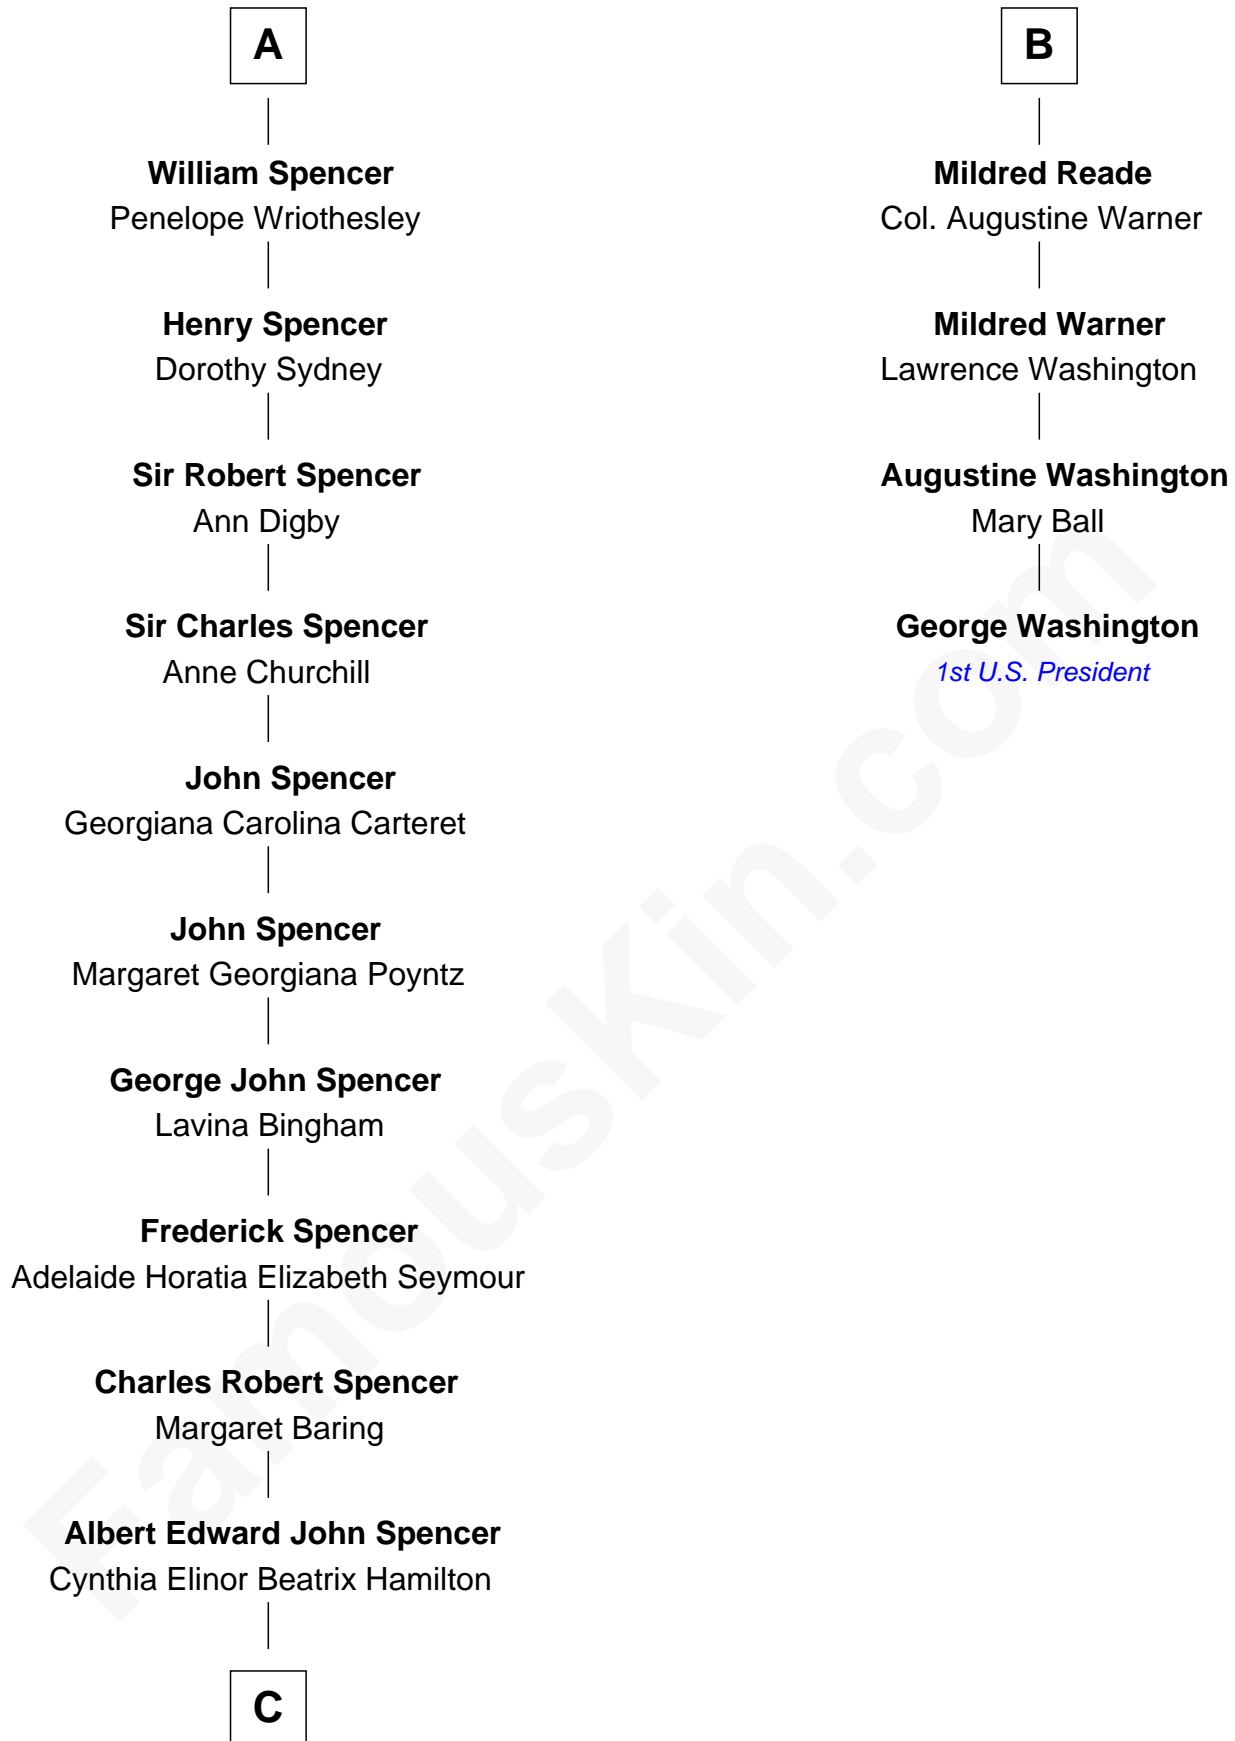 A
William Spencer
Penelope Wriothesley
Henry Spencer
Dorothy Sydney
Sir Robert Spencer
Ann Digby
Sir Charles Spencer
Anne Churchill
John Spencer
Georgiana Carolina Carteret
John Spencer
Margaret Georgiana Poyntz
George John Spencer
Lavina Bingham
Frederick Spencer
Adelaide Horatia Elizabeth Seymour
Charles Robert Spencer
Margaret Baring
Albert Edward John Spencer
Cynthia Elinor Beatrix Hamilton
C
B
Mildred Reade
Col. Augustine Warner
Mildred Warner
Lawrence Washington
Augustine Washington
Mary Ball
George Washington
1st U.S. President
FamousKin.com